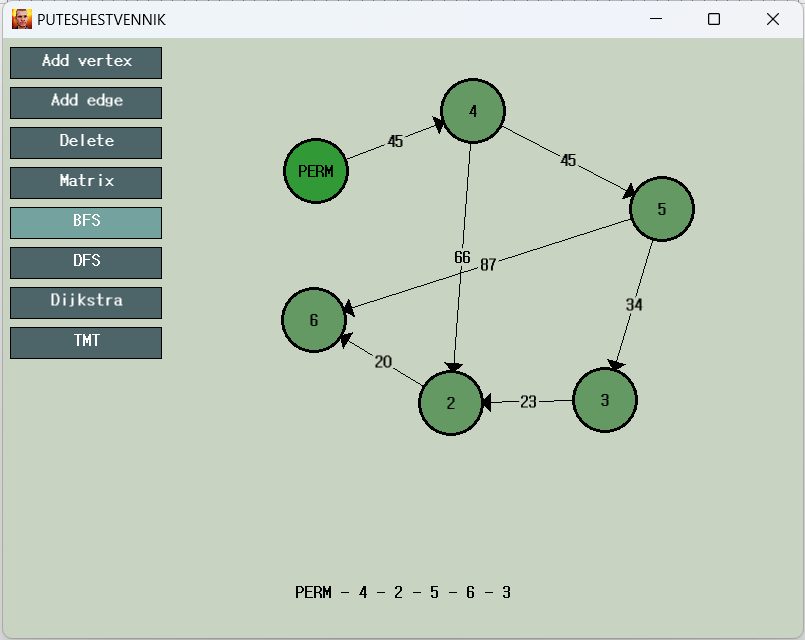 PUTESHESTVENNIK
Add vertex
Add edge
Delete
Matrix
BFS
DFS
Dijkstra
TMT
4
45
PERM
45
5
66
87
34
6
20
2
23
3
PERM - 4 - 2 - 5 - 6 - 3